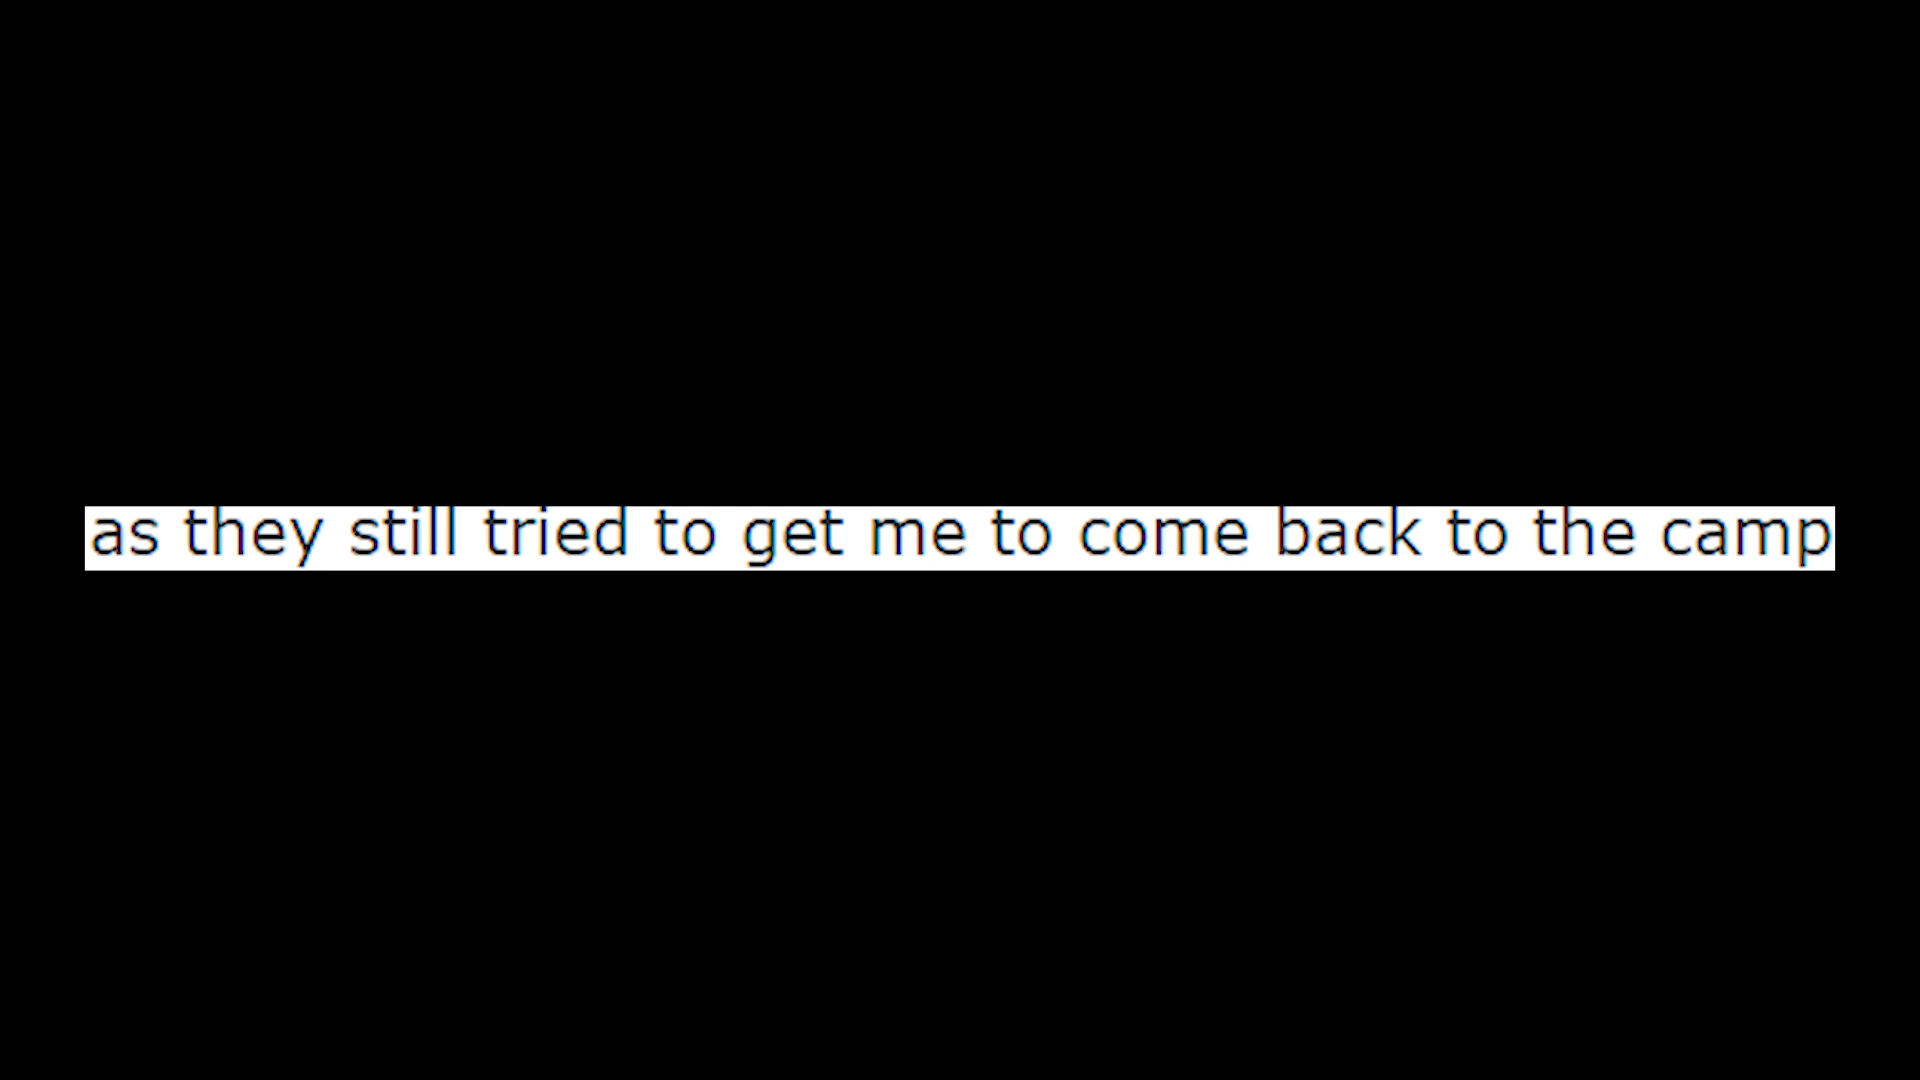 as they still tried to get me to come back to the camp